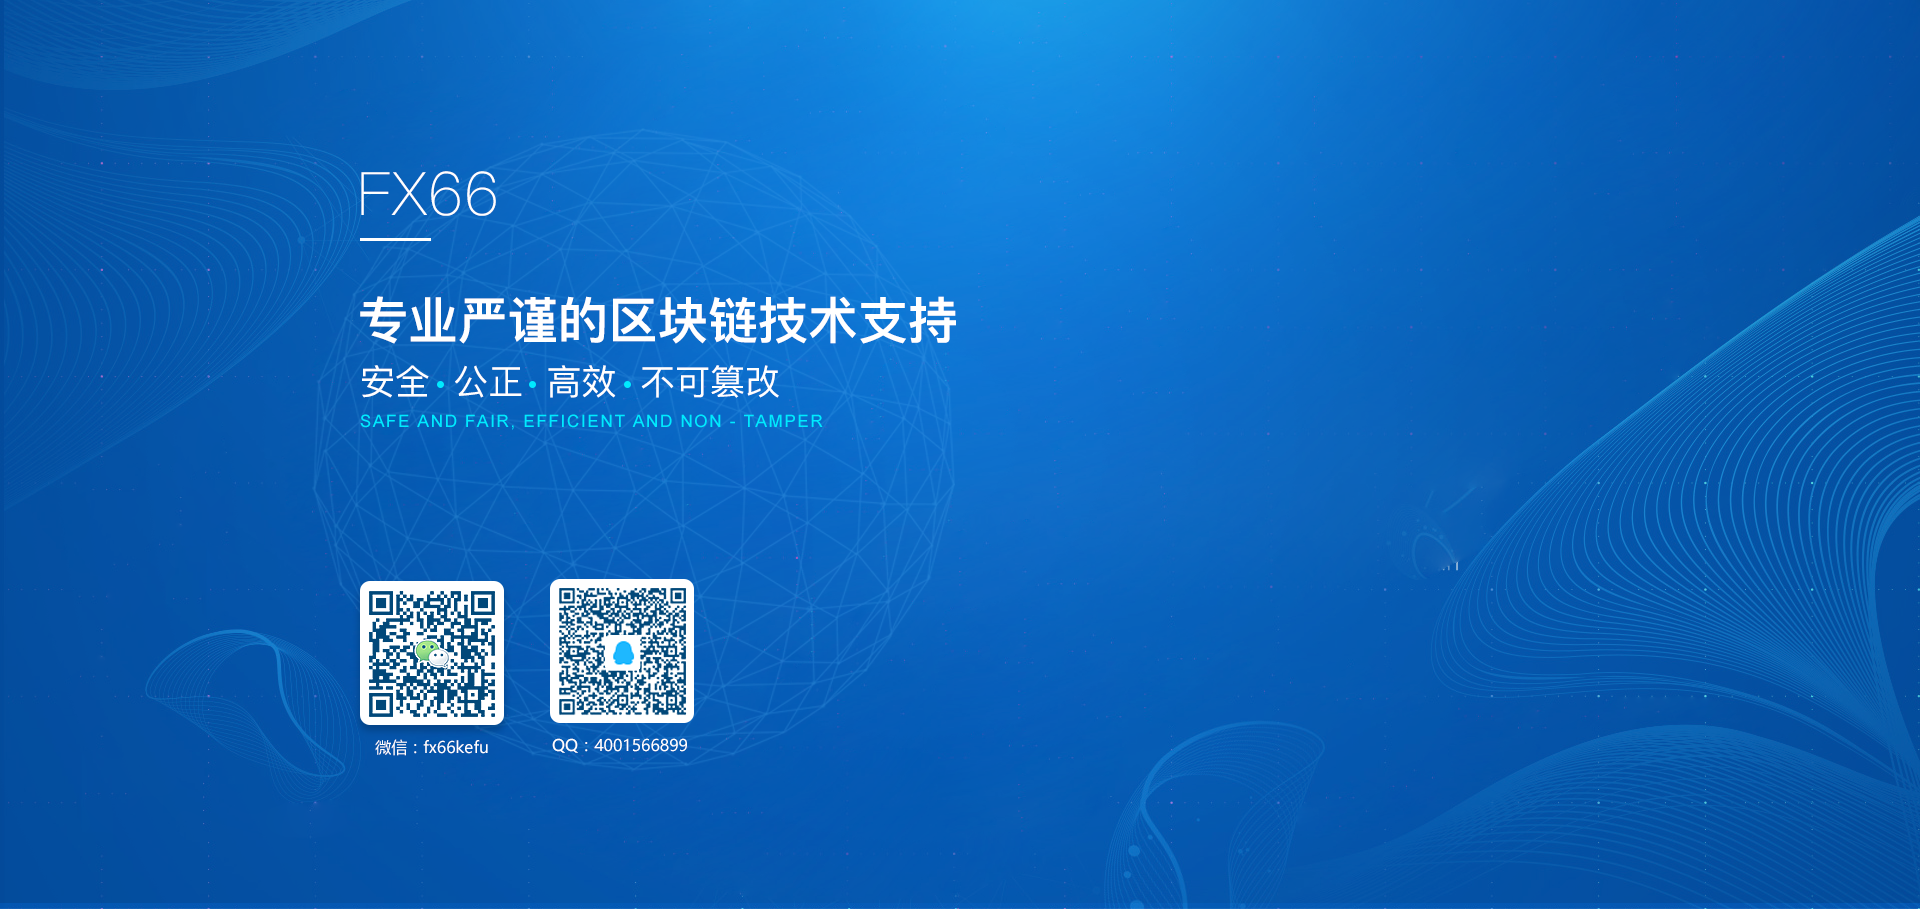 FX66
专业严谨的区块链技术支持
安全·公正·高效·不可篡改
SAFE AND FAIR, EFFICIENT AND NON - TAMPER
微信：fx66kefu
QQ：4001566899